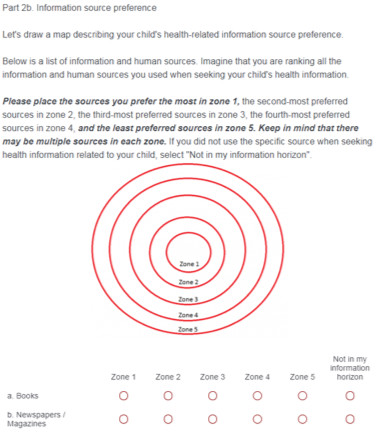 Part 2b. Information source preference
Let's draw a map describing your child's health-related information source preference.
Below is a list of information and human sources. Imagine that you are ranking all the
information and human sources you used when seeking your child's health information.
Please place the sources you prefer the most in zone 1, the second-most preferred
sources in zone 2, the third-most preferred sources in zone 3, the fourth-most preferred
sources in zone 4, and the least preferred sources in zone 5. Keep in mind that there
may be multiple sources in each zone. If you did not use the specific source when seeking
health information related to your child, select "Not in my information horizon".
Zone 1
Zone 2
Zone 3
Zone 4
Zone 5
Not in my
information
Zone 1 Zone 2 Zone 3 Zone 4 Zone 5 horizon
a. Books
b. Newspapers /
Magazines